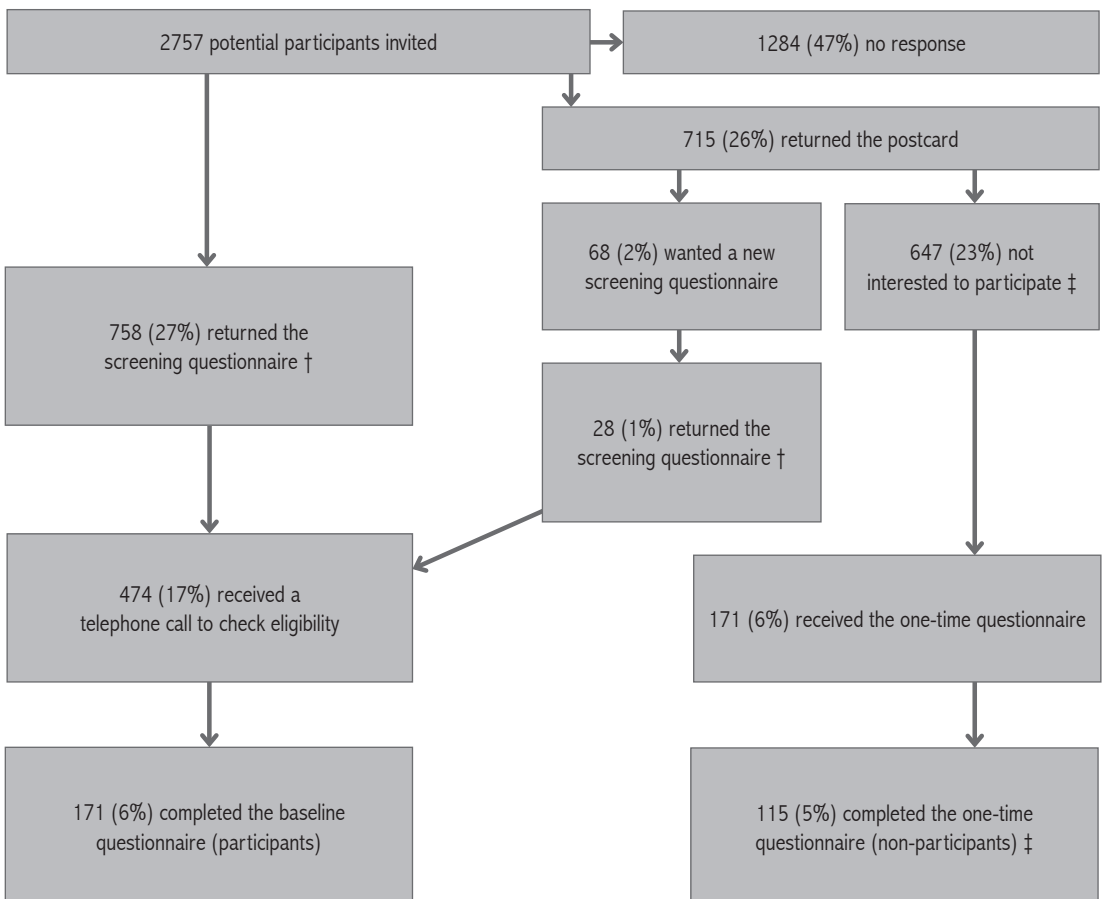 2757 potential participants invited
1284 (47%) no response
715 (26%) returned the postcard
68 (2%) wanted a new
screening questionnaire
647 (23%) not
interested to participate ‡
758 (27%) returned the
screening questionnaire †
28 (1%) returned the
screening questionnaire †
474 (17%) received a
telephone call to check eligibility
171 (6%) received the one-time questionnaire
171 (6%) completed the baseline
questionnaire (participants)
115 (5%) completed the one-time
questionnaire (non-participants) ‡